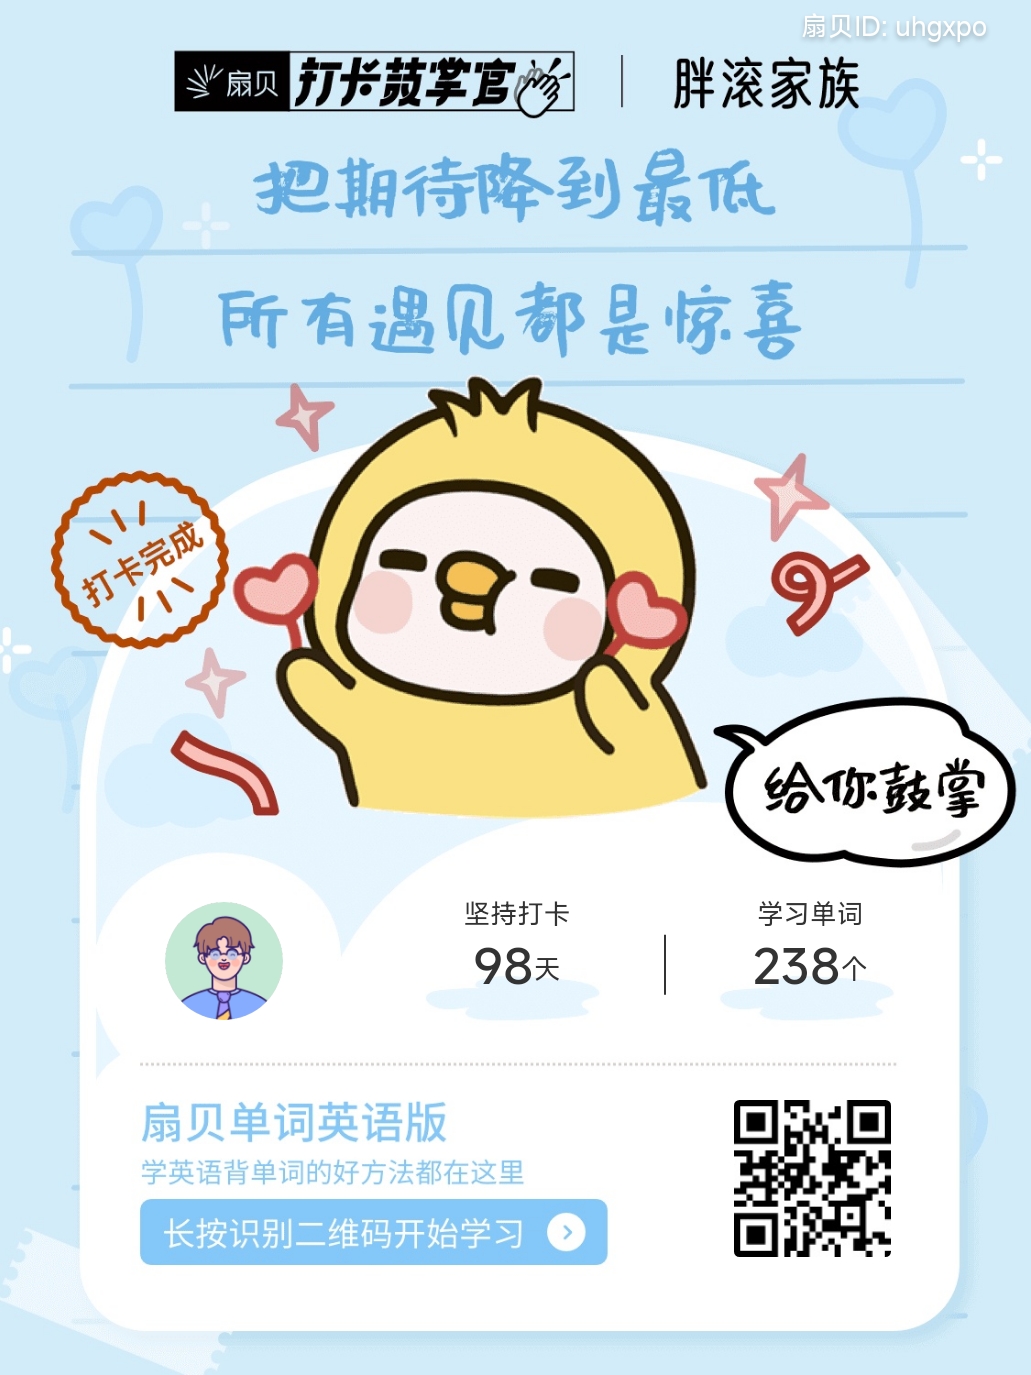 扇贝ID: uhgxpo
扇贝 打卡鼓掌官 胖滚家族
把期待降到最低
所有遇见都是惊喜
打卡完成
给你鼓掌
坚持打卡 学习单词
98天 238个
扇贝单词英语版
学英语背单词的好方法都在这里
长按识别二维码开始学习